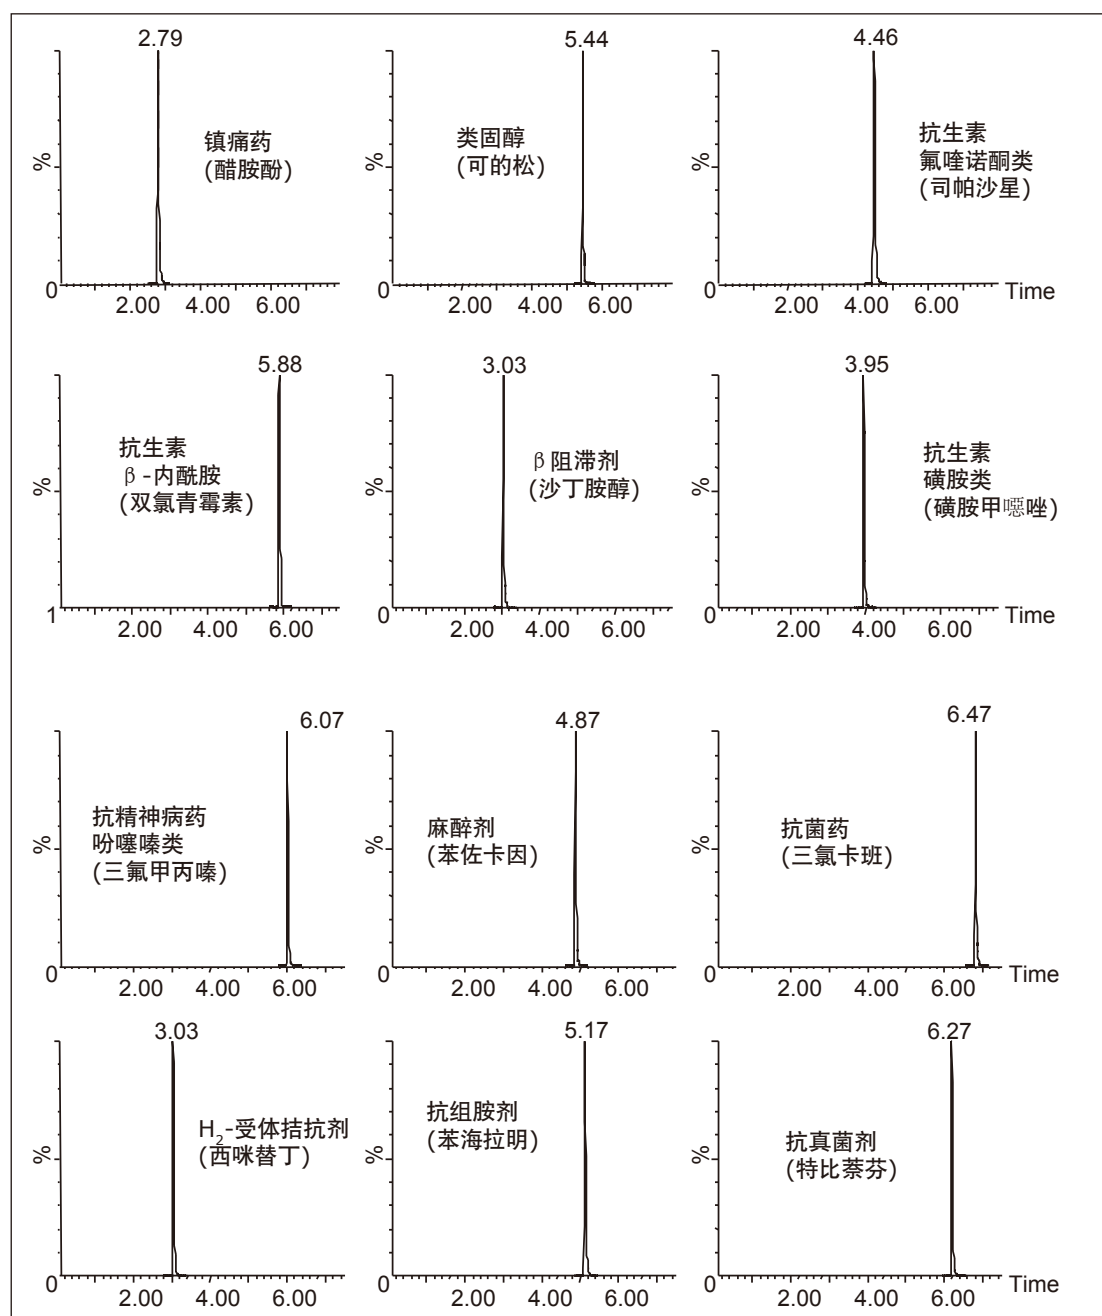 2.79
%
镇痛药
(醋胺酚)
0
2.00 4.00 6.00
5.44
%
类固醇
(可的松)
0
2.00 4.00 6.00
4.46
%
抗生素
氟喹诺酮类
(司帕沙星)
0
2.00 4.00 6.00 Time
5.88
%
抗生素
β-内酰胺
(双氯青霉素)
1
2.00 4.00 6.00
3.03
%
β阻滞剂
(沙丁胺醇)
0
2.00 4.00 6.00
3.95
%
抗生素
磺胺类
(磺胺甲噁唑)
0
2.00 4.00 6.00 Time
6.07
%
抗精神病药
吩噻嗪类
(三氟甲丙嗪)
0
2.00 4.00 6.00
4.87
%
麻醉剂
(苯佐卡因)
0
2.00 4.00 6.00
6.47
%
抗菌药
(三氯卡班)
0
2.00 4.00 6.00 Time
3.03
%
H₂-受体拮抗剂
(西咪替丁)
0
2.00 4.00 6.00
5.17
%
抗组胺剂
(苯海拉明)
0
2.00 4.00 6.00
6.27
%
抗真菌剂
(特比萘芬)
0
2.00 4.00 6.00 Time